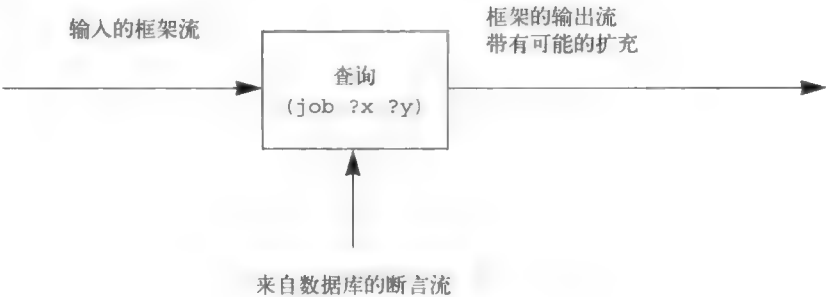 输入的框架流
框架的输出流
带有可能的扩充
查询
(job ?x ?y)
来自数据库的断言流